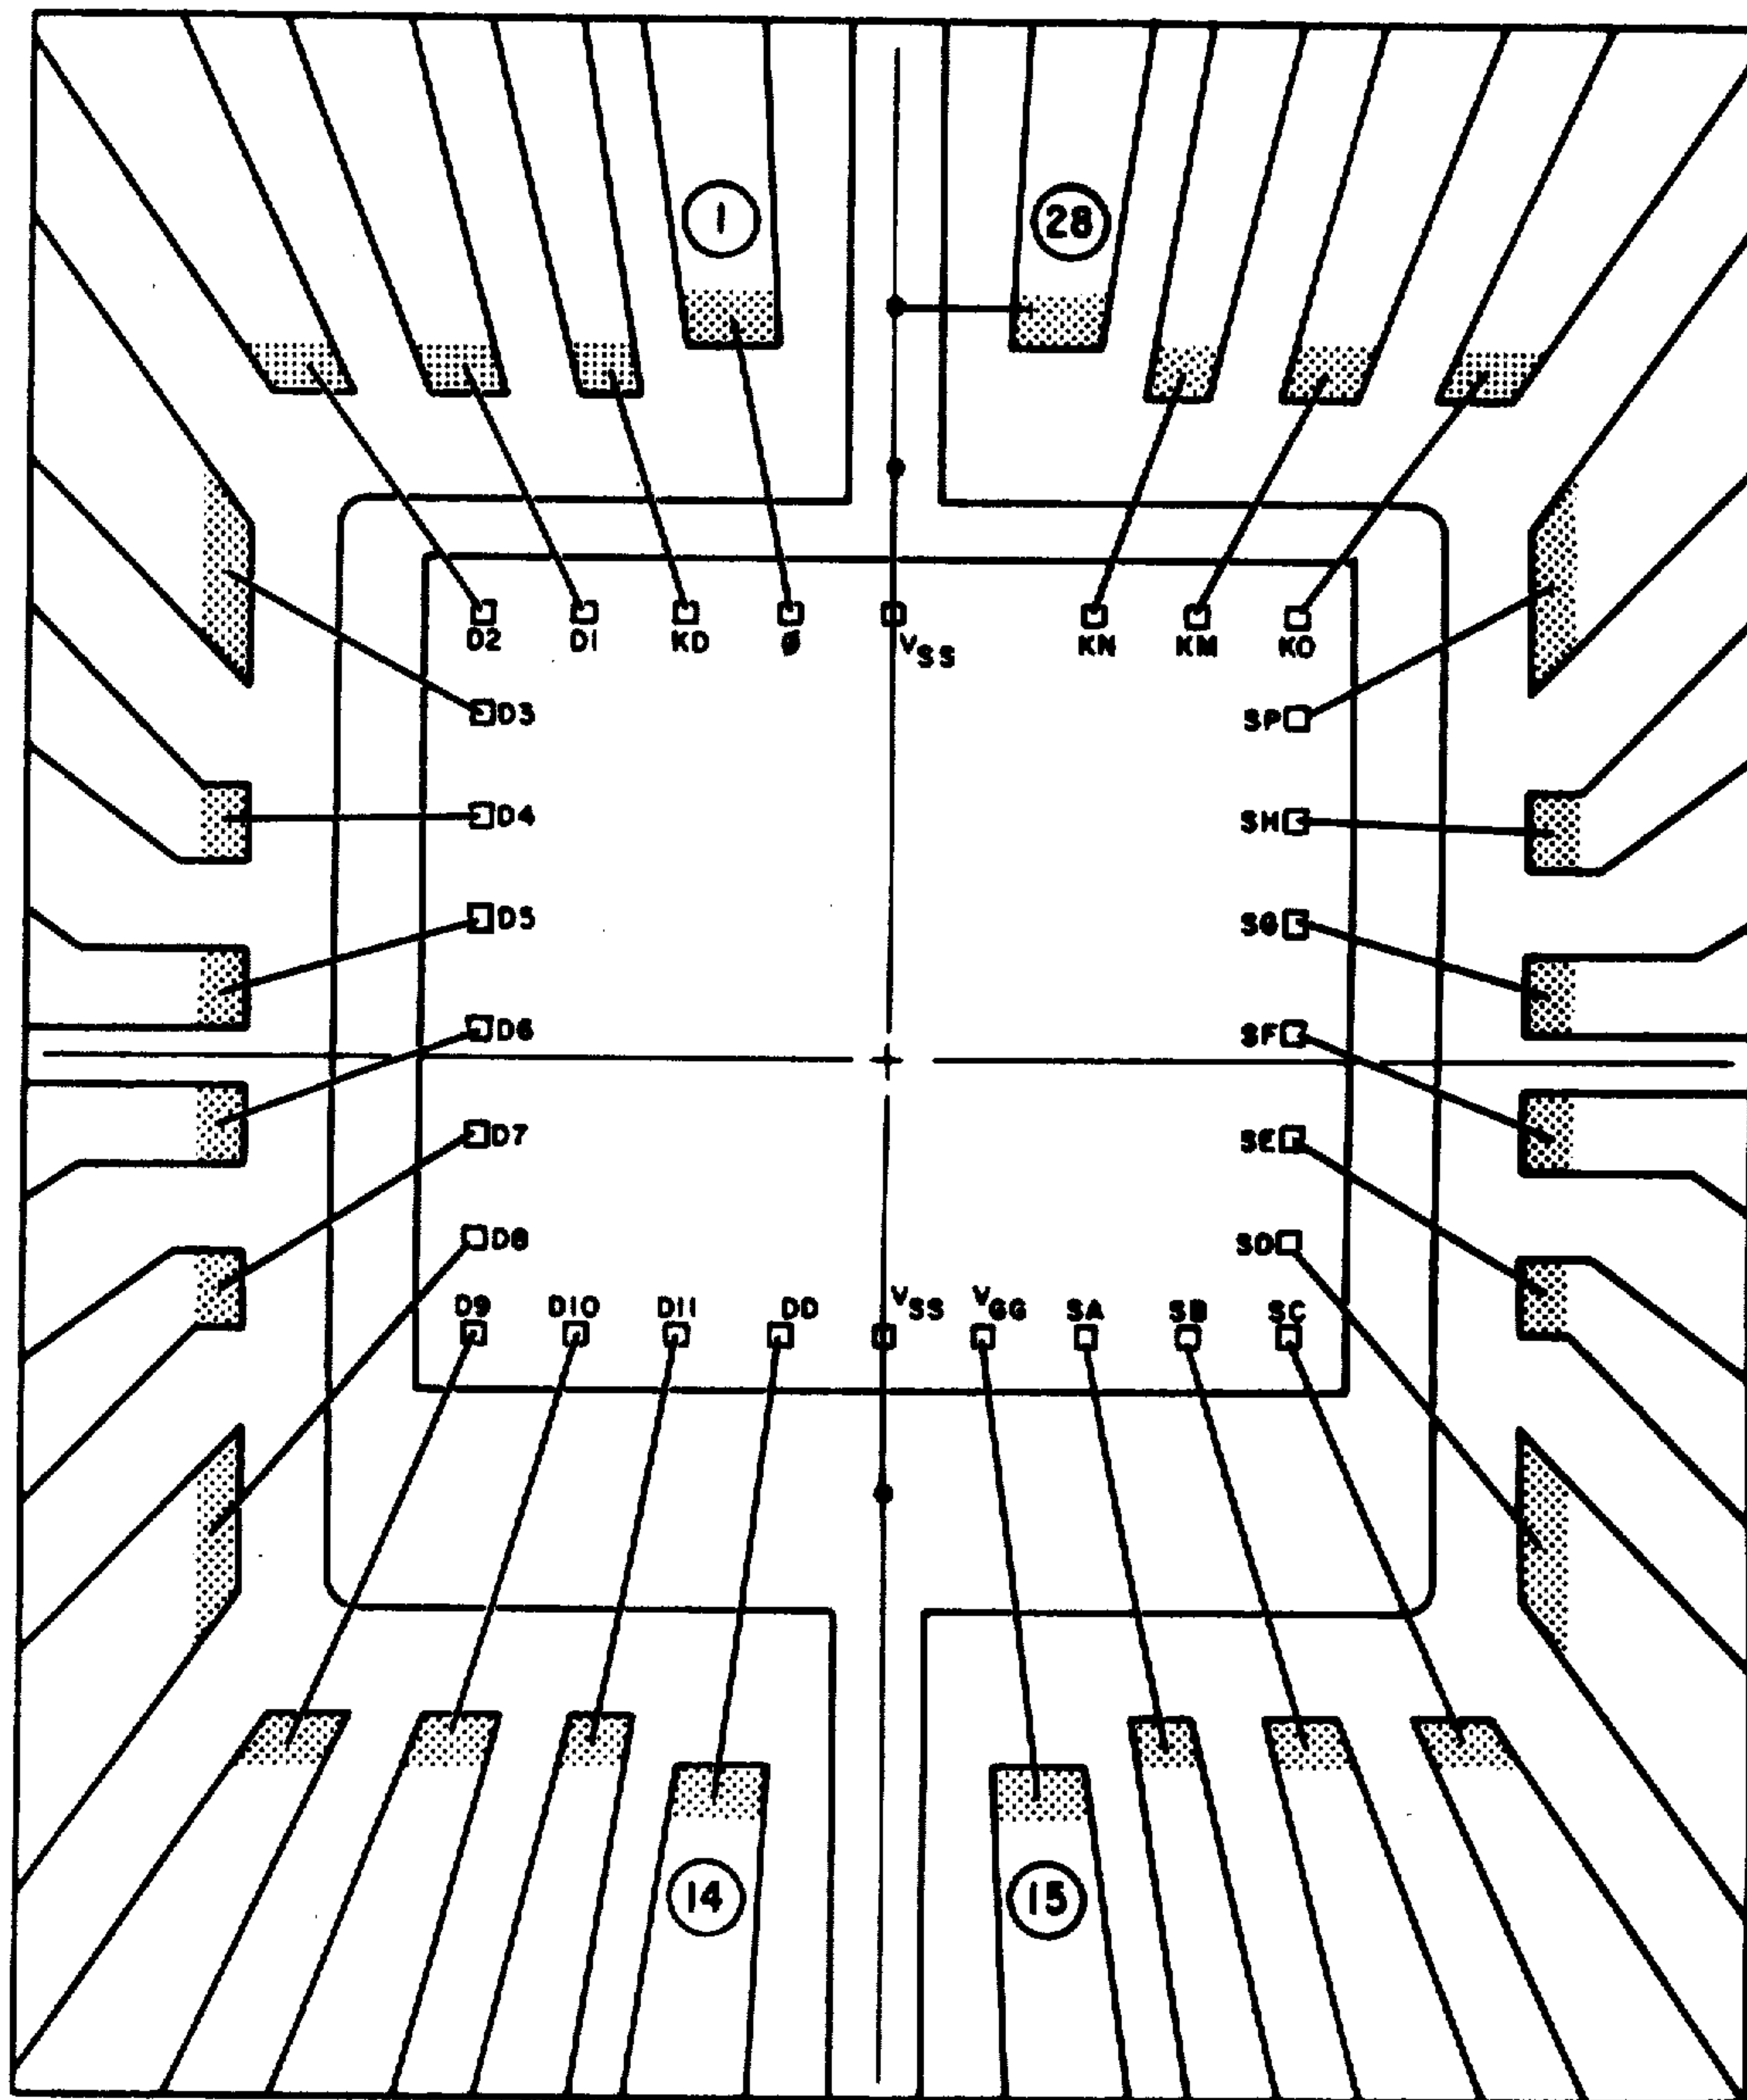 1 28
D2 D1 KD ø VSS KN KM KO
D3 SP
D4 SH
D5 SG
D6 SF
D7 SE
D8 SD
D9 D10 D11 DD VSS VGG SA SB SC
14 15